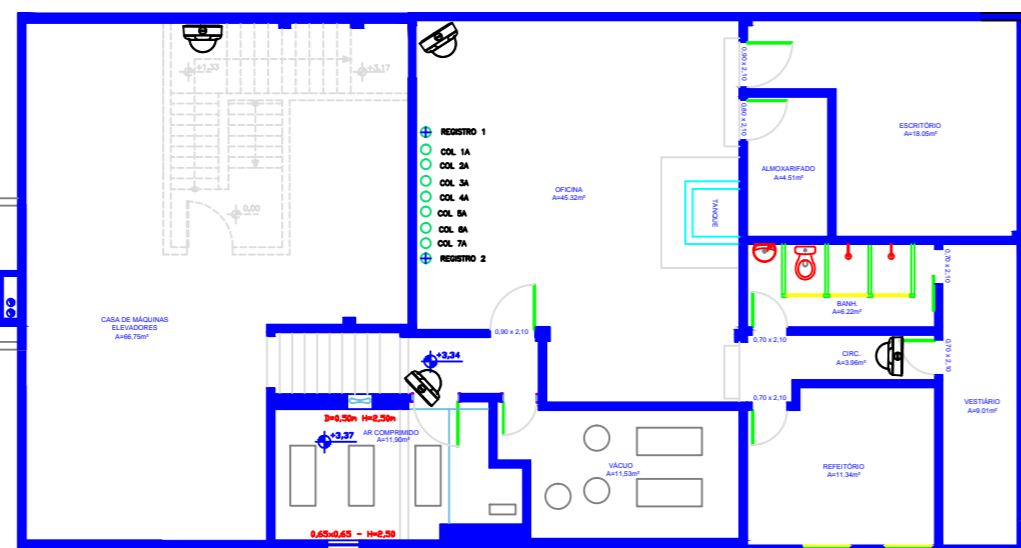 +1,33
+3,17
0,00
CASA DE MÁQUINAS
ELEVADORES
A=66,75m²
REGISTRO 1
COL 1A
COL 2A
COL 3A
COL 4A
COL 5A
COL 6A
COL 7A
REGISTRO 2
OFICINA
A=45.32m²
TANQUE
0,90 x 2,10
0,80 x 2,10
ESCRITÓRIO
A=18.05m²
ALMOXARIFADO
A=4.51m²
0,70 x 2,10
BANH.
A=6.22m²
0,90 x 2,10
0,70 x 2,10
CIRC.
A=3.96m²
0,70 x 2,10
+3,34
0,70 x 2,10
VESTIÁRIO
A=9.01m²
D=0,50m H=2,50m
+3,37
AR COMPRIMIDO
A=11,90m²
VÁCUO
A=11,53m²
REFEITÓRIO
A=11.34m²
0,65x0,65 - H=2,50